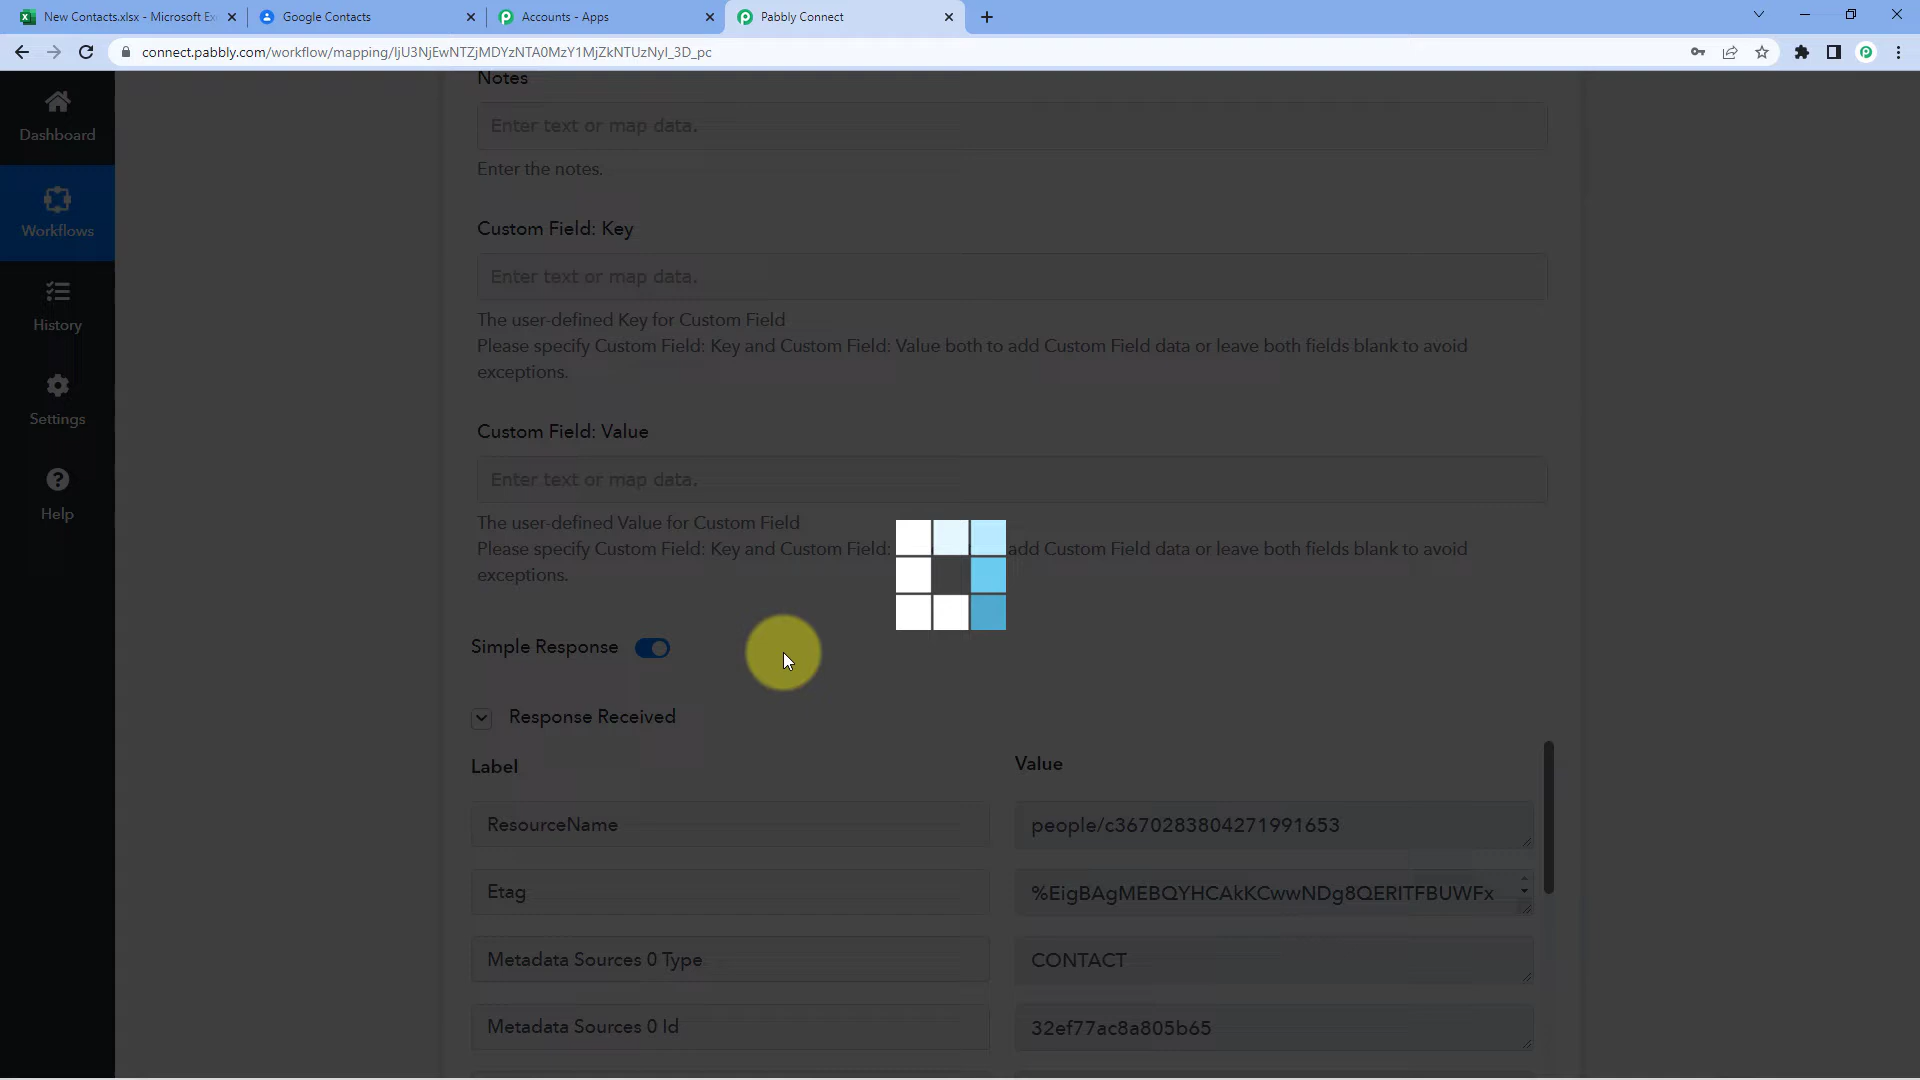 New Contacts.xlsx - Microsoft Ex
Google Contacts
Accounts - Apps
Pabbly Connect
connect.pabbly.com/workflow/mapping/IjU3NjEwNTZjMDYzNTA0MzY1MjZkNTUzNyI_3D_pc
Dashboard
Workflows
History
Settings
Help
Notes
Enter text or map data.
Enter the notes.
Custom Field: Key
Enter text or map data.
The user-defined Key for Custom Field
Please specify Custom Field: Key and Custom Field: Value both to add Custom Field data or leave both fields blank to avoid
exceptions.
Custom Field: Value
Enter text or map data.
The user-defined Value for Custom Field
Please specify Custom Field: Key and Custom Field: add Custom Field data or leave both fields blank to avoid
exceptions.
Simple Response
Response Received
Label
Value
ResourceName
people/c3670283804271991653
Etag
%EigBAgMEBQYHCAkKCwwNDg8QERITFBUWFx
Metadata Sources 0 Type
CONTACT
Metadata Sources 0 Id
32ef77ac8a805b65